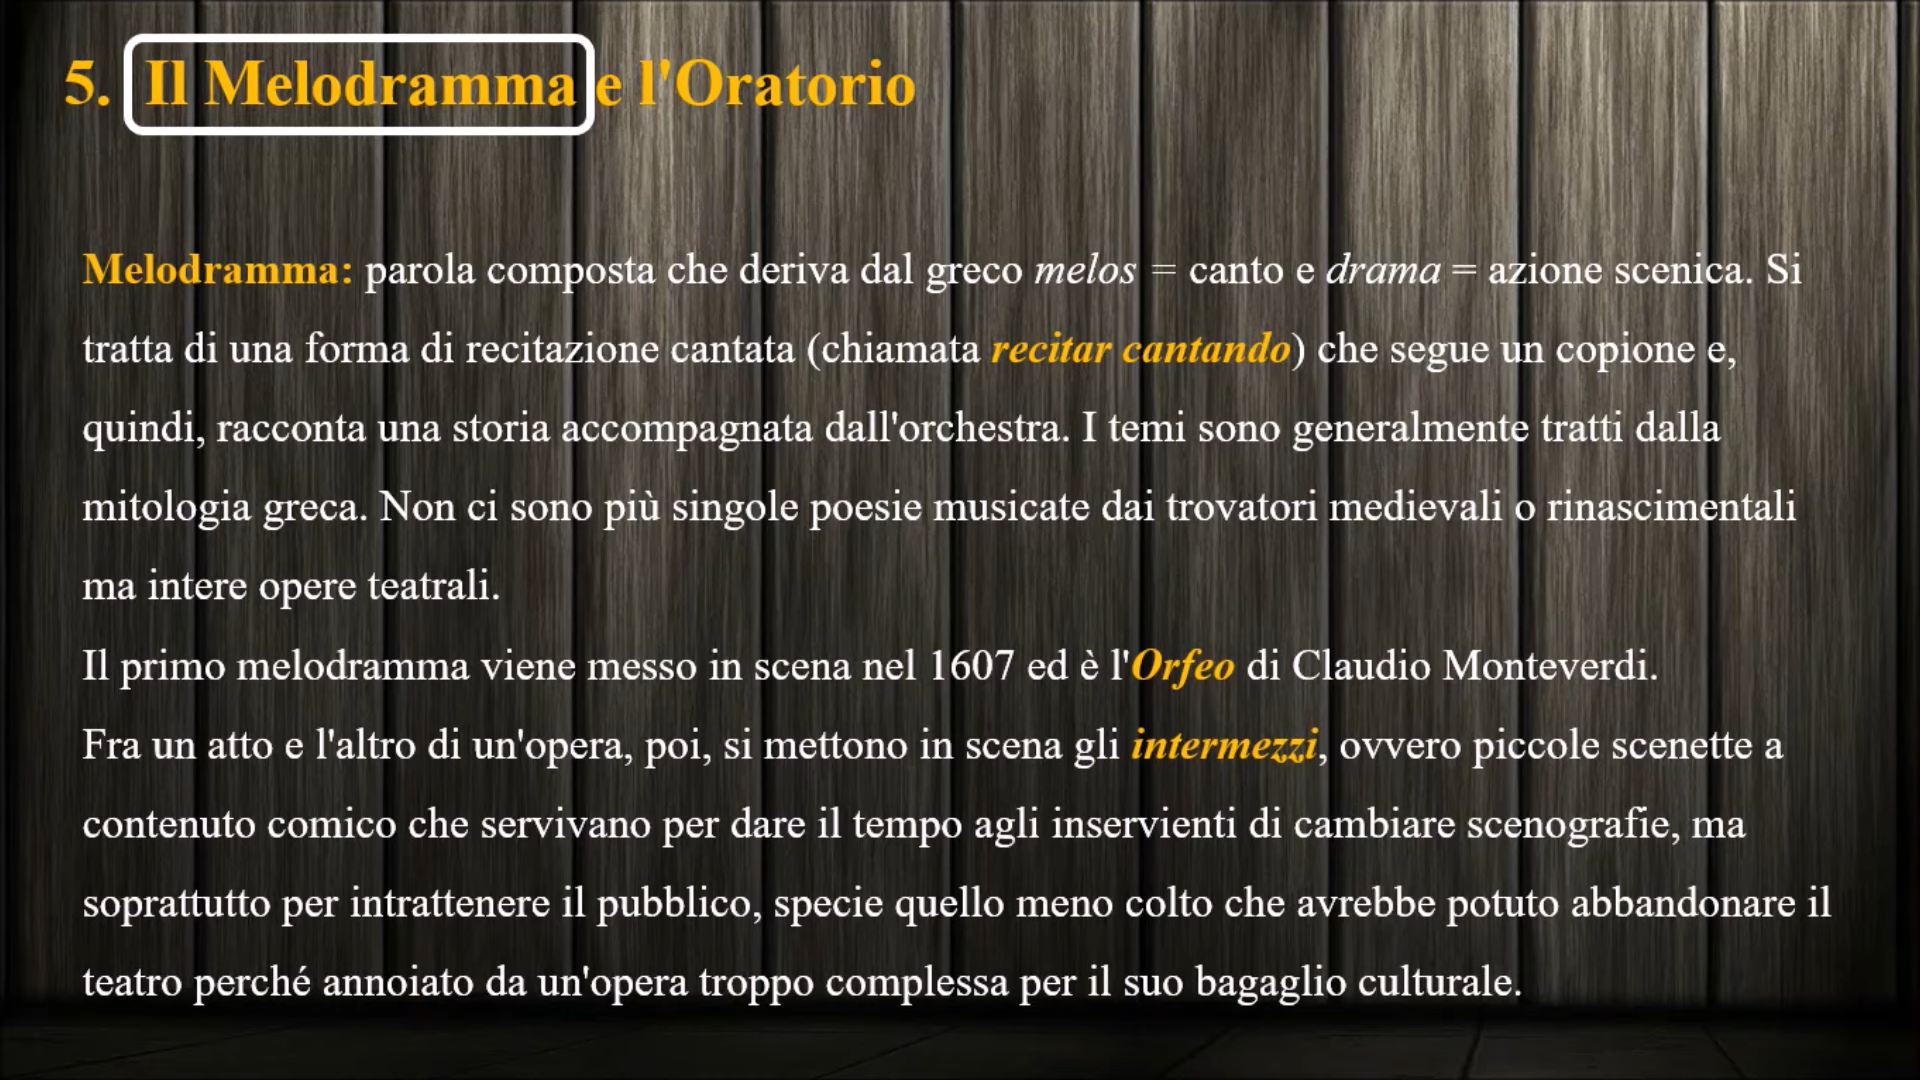 5. Il Melodramma e l'Oratorio
Melodramma: parola composta che deriva dal greco melos = canto e drama = azione scenica. Si
tratta di una forma di recitazione cantata (chiamata recitar cantando) che segue un copione e,
quindi, racconta una storia accompagnata dall'orchestra. I temi sono generalmente tratti dalla
mitologia greca. Non ci sono più singole poesie musicate dai trovatori medievali o rinascimentali
ma intere opere teatrali.
Il primo melodramma viene messo in scena nel 1607 ed è l'Orfeo di Claudio Monteverdi.
Fra un atto e l'altro di un'opera, poi, si mettono in scena gli intermezzi, ovvero piccole scenette a
contenuto comico che servivano per dare il tempo agli inservienti di cambiare scenografie, ma
soprattutto per intrattenere il pubblico, specie quello meno colto che avrebbe potuto abbandonare il
teatro perché annoiato da un'opera troppo complessa per il suo bagaglio culturale.